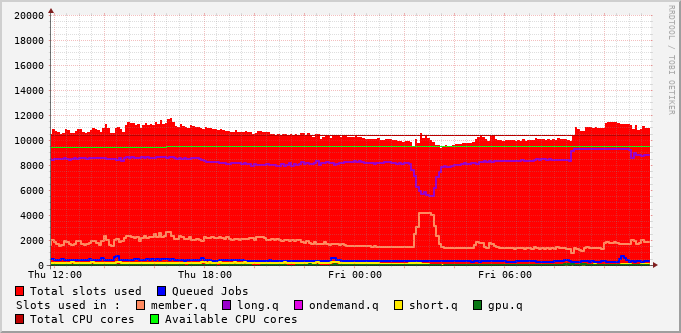 20000
18000
16000
14000
12000
10000
8000
6000
4000
2000
0
Thu 12:00 Thu 18:00 Fri 00:00 Fri 06:00
Total slots used Queued Jobs
Slots used in : member.q long.q ondemand.q short.q gpu.q
Total CPU cores Available CPU cores
RRDTOOL / TOBI OETIKER